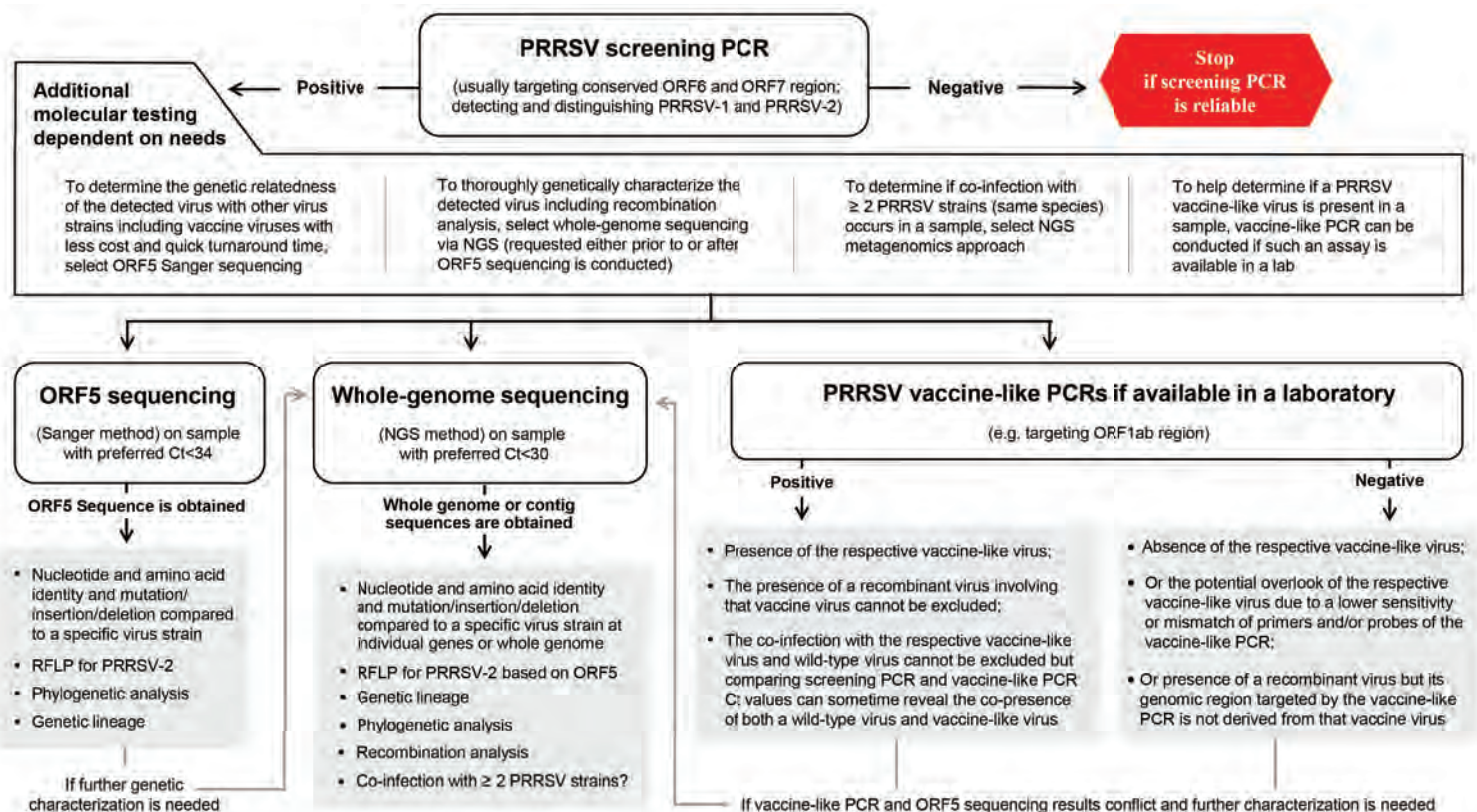 PRRSV screening PCR
(usually targeting conserved ORF6 and ORF7 region;
detecting and distinguishing PRRSV-1 and PRRSV-2)
Positive
Negative
Stop
if screening PCR
is reliable
Additional
molecular testing
dependent on needs
To determine the genetic relatedness
of the detected virus with other virus
strains including vaccine viruses with
less cost and quick turnaround time,
select ORF5 Sanger sequencing
To thoroughly genetically characterize the
detected virus including recombination
analysis, select whole-genome sequencing
via NGS (requested either prior to or after
ORF5 sequencing is conducted)
To determine if co-infection with
≥ 2 PRRSV strains (same species)
occurs in a sample, select NGS
metagenomics approach
To help determine if a PRRSV
vaccine-like virus is present in a
sample, vaccine-like PCR can be
conducted if such an assay is
available in a lab
ORF5 sequencing
(Sanger method) on sample
with preferred Ct<34
ORF5 Sequence is obtained
• Nucleotide and amino acid
identity and mutation/
insertion/deletion compared
to a specific virus strain
• RFLP for PRRSV-2
• Phylogenetic analysis
• Genetic lineage
If further genetic
characterization is needed
Whole-genome sequencing
(NGS method) on sample
with preferred Ct<30
Whole genome or contig
sequences are obtained
• Nucleotide and amino acid identity
and mutation/insertion/deletion
compared to a specific virus strain at
individual genes or whole genome
• RFLP for PRRSV-2 based on ORF5
• Genetic lineage
• Phylogenetic analysis
• Recombination analysis
• Co-infection with ≥ 2 PRRSV strains?
PRRSV vaccine-like PCRs if available in a laboratory
(e.g. targeting ORF1ab region)
Positive
• Presence of the respective vaccine-like virus;
• The presence of a recombinant virus involving
that vaccine virus cannot be excluded;
• The co-infection with the respective vaccine-like
virus and wild-type virus cannot be excluded but
comparing screening PCR and vaccine-like PCR
Ct values can sometime reveal the co-presence
of both a wild-type virus and vaccine-like virus
Negative
• Absence of the respective vaccine-like virus;
• Or the potential overlook of the respective
vaccine-like virus due to a lower sensitivity
or mismatch of primers and/or probes of the
vaccine-like PCR;
• Or presence of a recombinant virus but its
genomic region targeted by the vaccine-like
PCR is not derived from that vaccine virus
If vaccine-like PCR and ORF5 sequencing results conflict and further characterization is needed